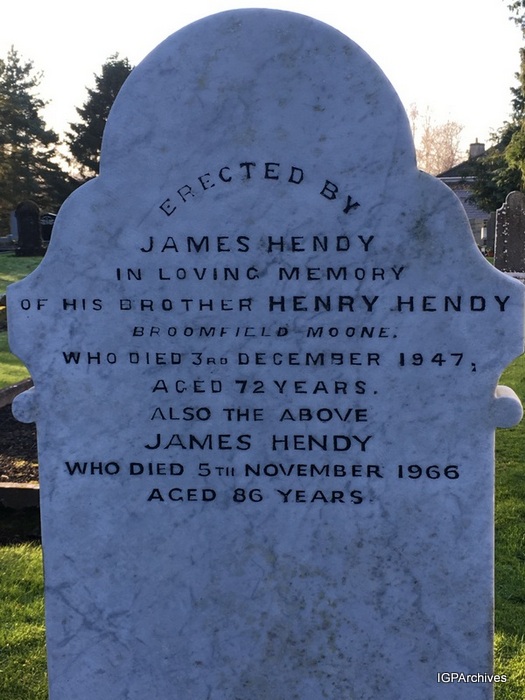 ERECTED BY
JAMES HENDY
IN LOVING MEMORY
OF HIS BROTHER HENRY HENDY
BROOMFIELD MOONE.
WHO DIED 3RD DECEMBER 1947,
AGED 72 YEARS.
ALSO THE ABOVE
JAMES HENDY
WHO DIED 5TH NOVEMBER 1966
AGED 86 YEARS.
IGPArchives